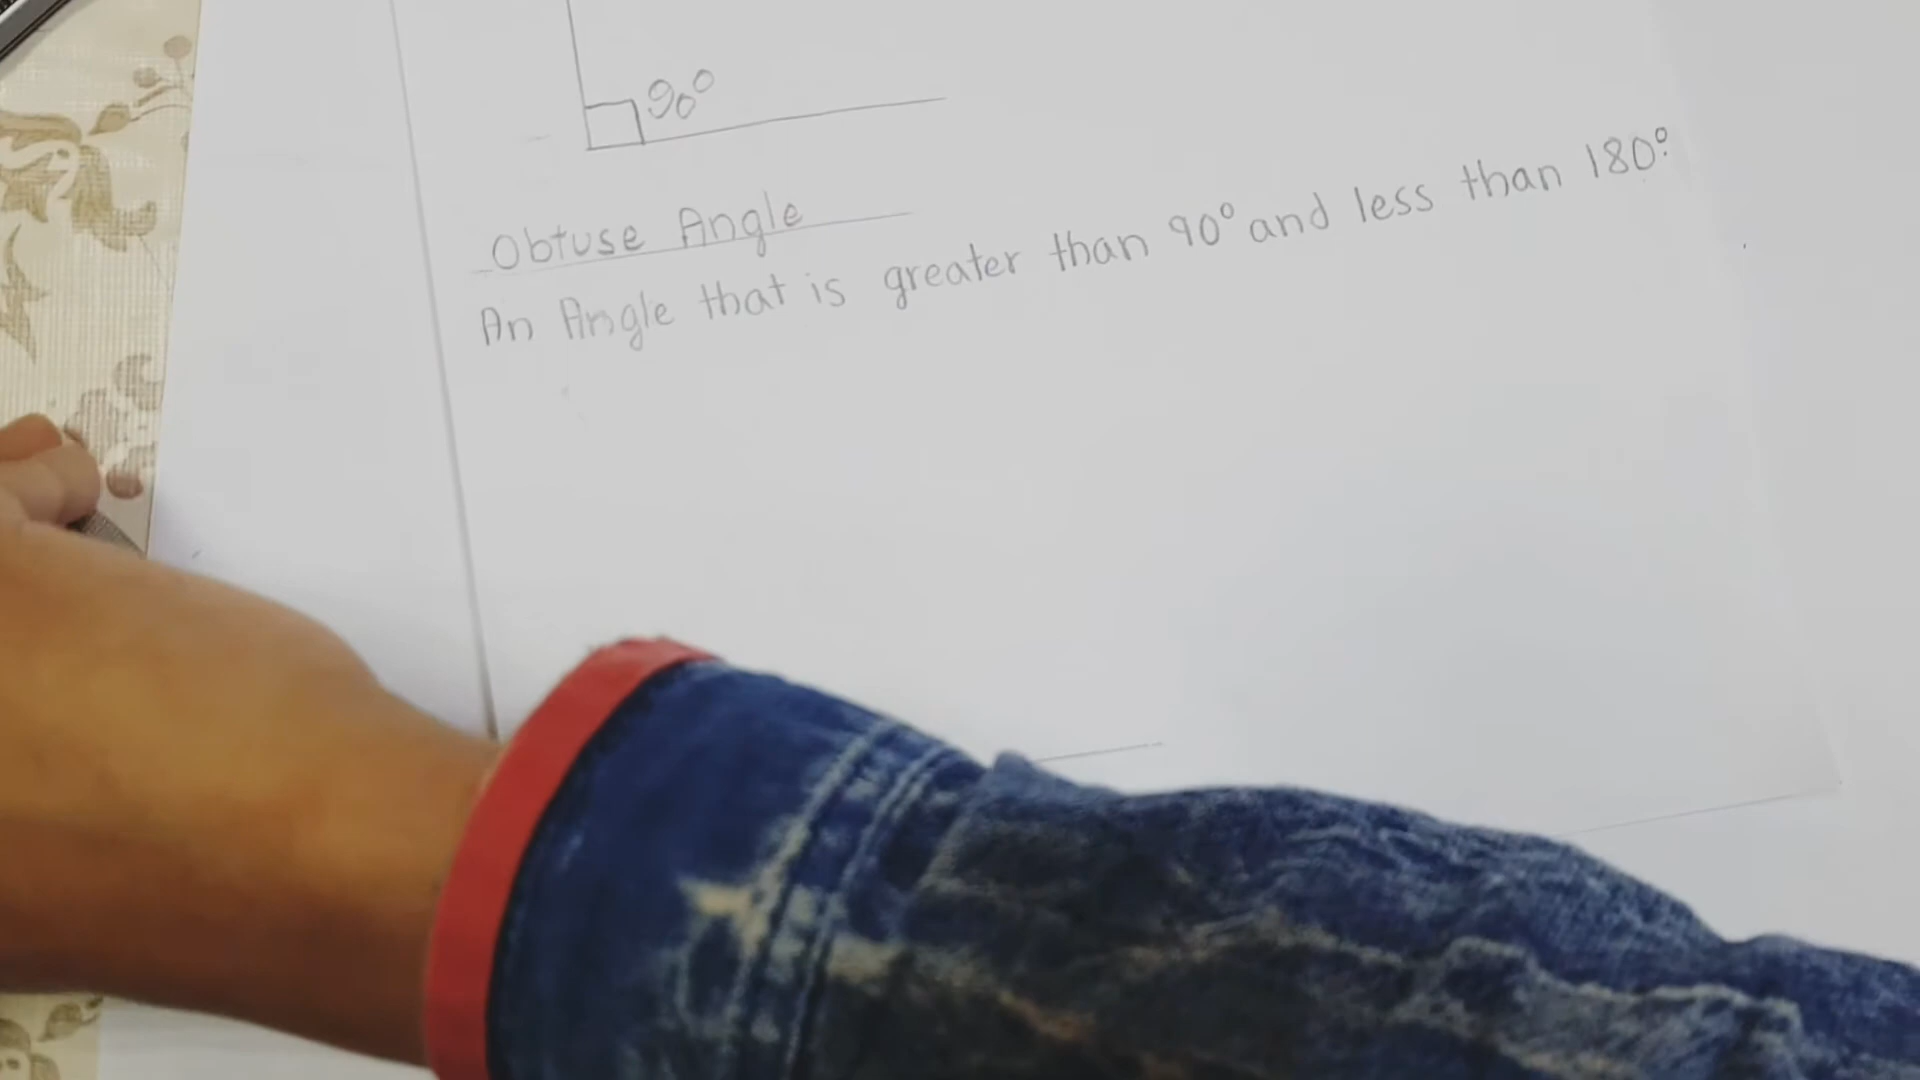 90°
Obtuse Angle
An Angle that is greater than 90° and less than 180°.